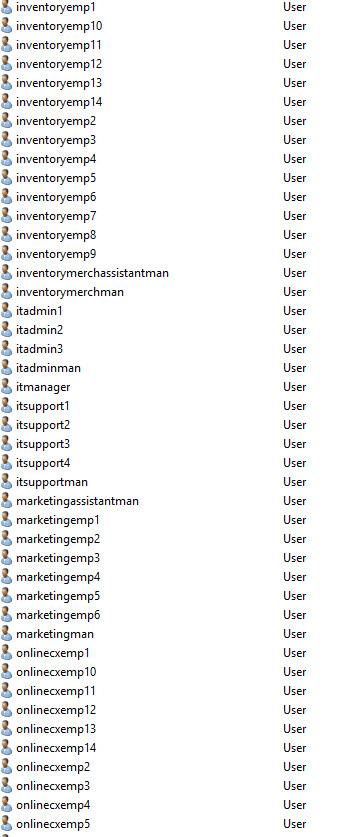 inventoryemp1 User
inventoryemp10 User
inventoryemp11 User
inventoryemp12 User
inventoryemp13 User
inventoryemp14 User
inventoryemp2 User
inventoryemp3 User
inventoryemp4 User
inventoryemp5 User
inventoryemp6 User
inventoryemp7 User
inventoryemp8 User
inventoryemp9 User
inventorymerchassistantman User
inventorymerchman User
itadmin1 User
itadmin2 User
itadmin3 User
itadminman User
itmanager User
itsupport1 User
itsupport2 User
itsupport3 User
itsupport4 User
itsupportman User
marketingassistantman User
marketingemp1 User
marketingemp2 User
marketingemp3 User
marketingemp4 User
marketingemp5 User
marketingemp6 User
marketingman User
onlinecxemp1 User
onlinecxemp10 User
onlinecxemp11 User
onlinecxemp12 User
onlinecxemp13 User
onlinecxemp14 User
onlinecxemp2 User
onlinecxemp3 User
onlinecxemp4 User
onlinecxemp5 User